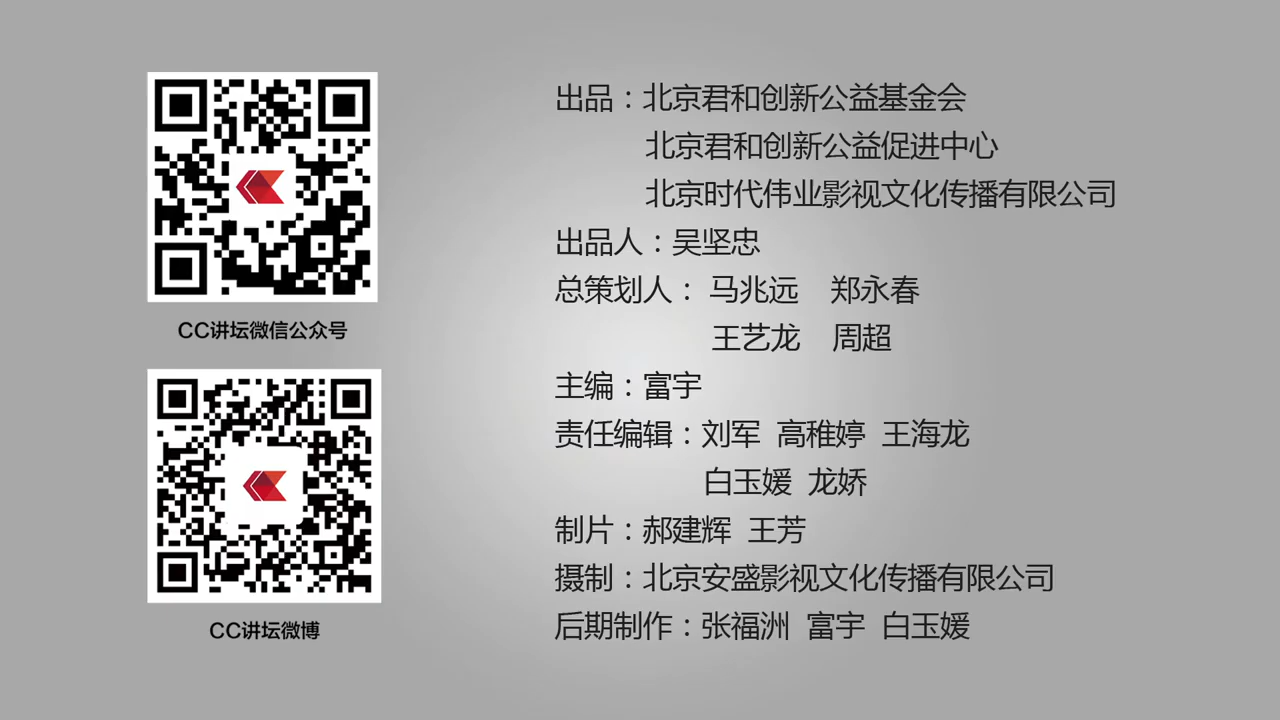 CC讲坛微信公众号
CC讲坛微博
出品：北京君和创新公益基金会
北京君和创新公益促进中心
北京时代伟业影视文化传播有限公司
出品人：吴坚忠
总策划人： 马兆远 郑永春
王艺龙 周超
主编：富宇
责任编辑：刘军 高稚婷 王海龙
白玉媛 龙娇
制片：郝建辉 王芳
摄制：北京安盛影视文化传播有限公司
后期制作：张福洲 富宇 白玉媛